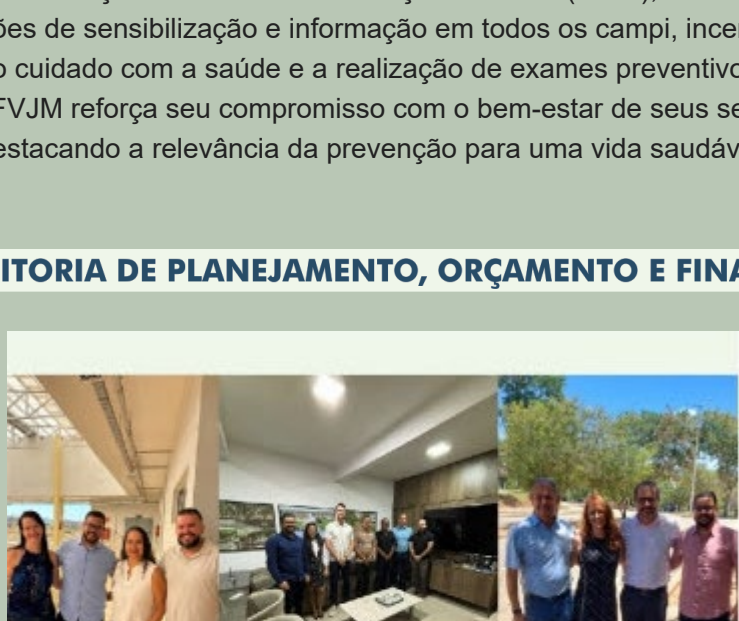 ões de sensibilização e informação em todos os campi, ince
o cuidado com a saúde e a realização de exames preventivo
FVJM reforça seu compromisso com o bem-estar de seus se
estacando a relevância da prevenção para uma vida saudáv
ITORIA DE PLANEJAMENTO, ORÇAMENTO E FINA